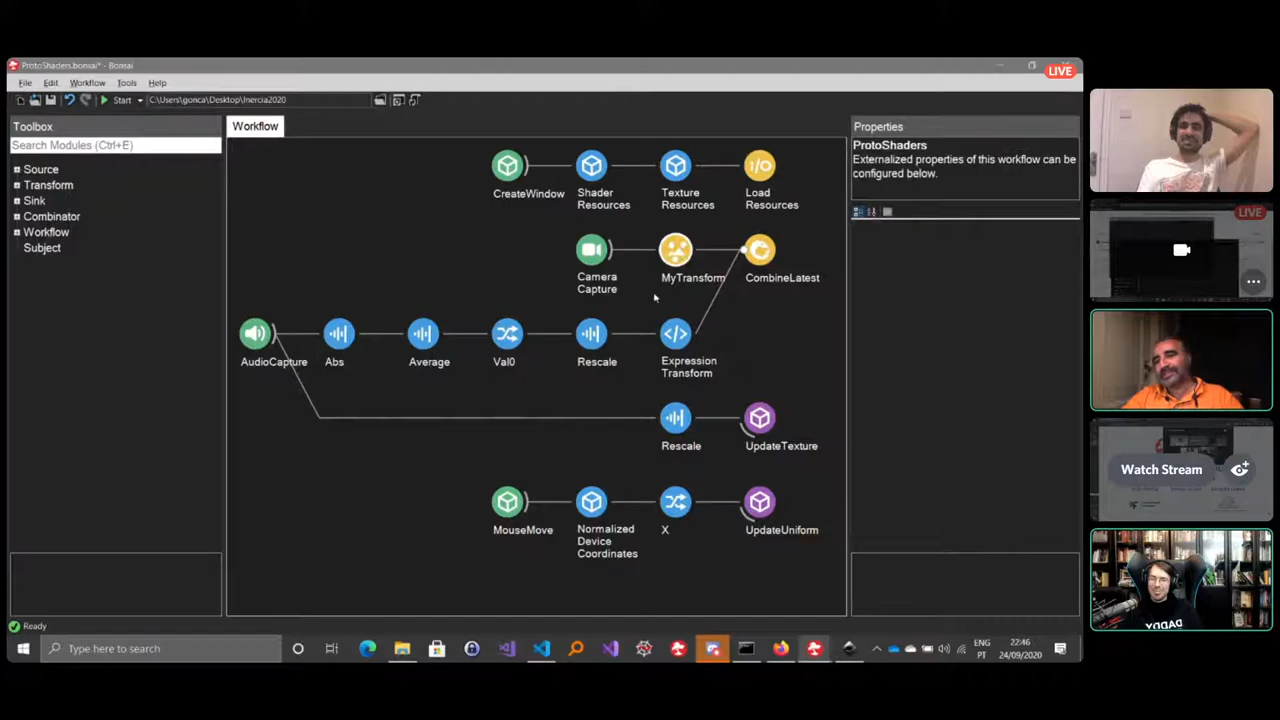 ProtoShaders.bonsai* - Bonsai
LIVE
File Edit Workflow Tools Help
Start
C:\Users\gonca\Desktop\Inercia2020
Toolbox
Search Modules (Ctrl+E)
Source
Transform
Sink
Combinator
Workflow
Subject
Workflow
CreateWindow
Shader
Resources
Texture
Resources
I/O
Load
Resources
Camera
Capture
MyTransform
CombineLatest
AudioCapture
Abs
Average
Val0
Rescale
</>
Expression
Transform
Rescale
UpdateTexture
MouseMove
Normalized
Device
Coordinates
X
UpdateUniform
Properties
ProtoShaders
Externalized properties of this workflow can be
configured below.
LIVE
Watch Stream
DADDY
Ready
Type here to search
ENG
PT
22:46
24/09/2020